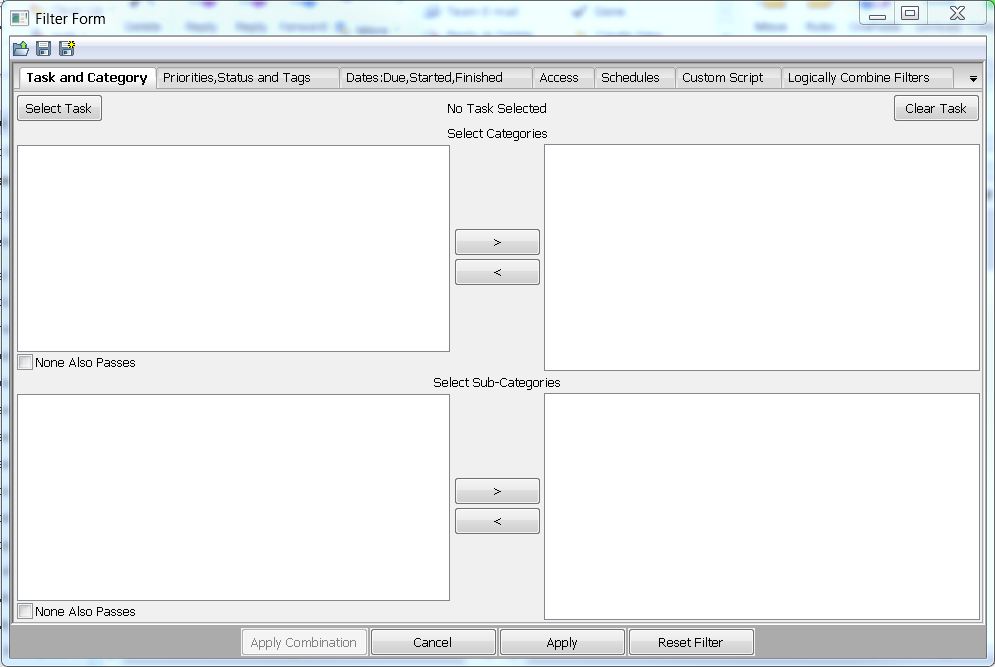 Filter Form
Task and Category Priorities,Status and Tags Dates:Due,Started,Finished Access Schedules Custom Script Logically Combine Filters
Select Task No Task Selected Clear Task
Select Categories
>
<
None Also Passes
Select Sub-Categories
>
<
None Also Passes
Apply Combination Cancel Apply Reset Filter